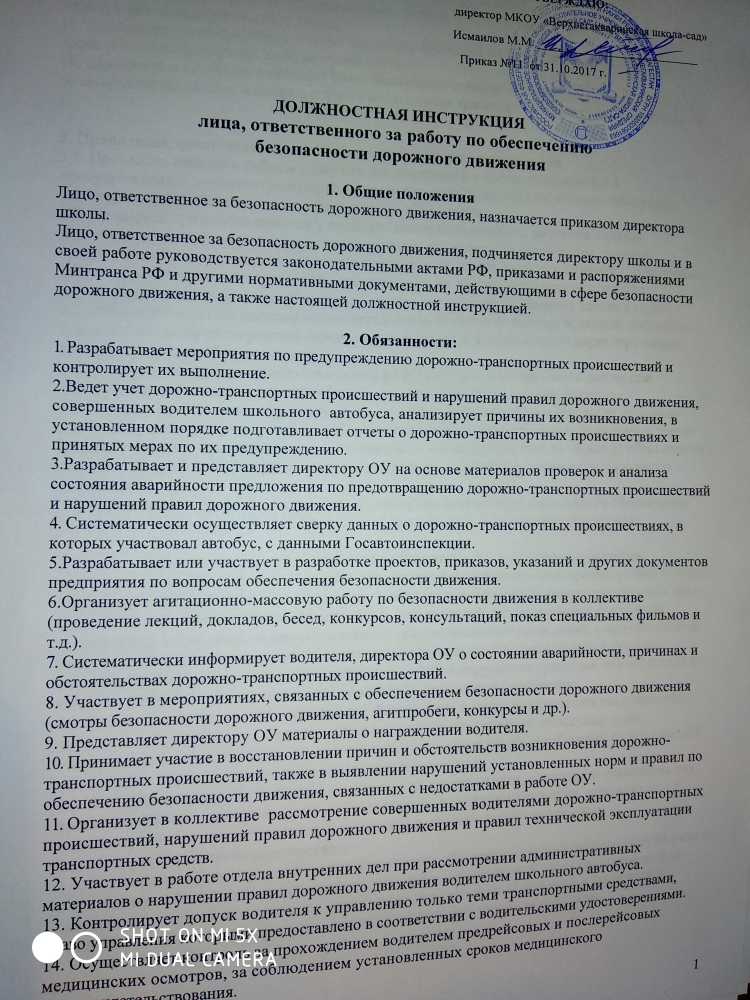 ВЕРЖДАЮ:
директор МКОУ «Верхнегакваринская школа-сад»
Исмаилов М.М.
Приказ №11 от 31.10.2017 г.
ДОЛЖНОСТНАЯ ИНСТРУКЦИЯ
лица, ответственного за работу по обеспечению
безопасности дорожного движения
1. Общие положения
Лицо, ответственное за безопасность дорожного движения, назначается приказом директора
школы.
Лицо, ответственное за безопасность дорожного движения, подчиняется директору школы и в
своей работе руководствуется законодательными актами РФ, приказами и распоряжениями
Минтранса РФ и другими нормативными документами, действующими в сфере безопасности
дорожного движения, а также настоящей должностной инструкцией.
2. Обязанности:
1. Разрабатывает мероприятия по предупреждению дорожно-транспортных происшествий и
контролирует их выполнение.
2.Ведет учет дорожно-транспортных происшествий и нарушений правил дорожного движения,
совершенных водителем школьного автобуса, анализирует причины их возникновения, в
установленном порядке подготавливает отчеты о дорожно-транспортных происшествиях и
принятых мерах по их предупреждению.
3.Разрабатывает и представляет директору ОУ на основе материалов проверок и анализа
состояния аварийности предложения по предотвращению дорожно-транспортных происшествий
и нарушений правил дорожного движения.
4. Систематически осуществляет сверку данных о дорожно-транспортных происшествиях, в
которых участвовал автобус, с данными Госавтоинспекции.
5.Разрабатывает или участвует в разработке проектов, приказов, указаний и других документов
предприятия по вопросам обеспечения безопасности движения.
6.Организует агитационно-массовую работу по безопасности движения в коллективе
(проведение лекций, докладов, бесед, конкурсов, консультаций, показ специальных фильмов и
т.д.).
7. Систематически информирует водителя, директора ОУ о состоянии аварийности, причинах и
обстоятельствах дорожно-транспортных происшествий.
8. Участвует в мероприятиях, связанных с обеспечением безопасности дорожного движения
(смотры безопасности дорожного движения, агитпробеги, конкурсы и др.).
9. Представляет директору ОУ материалы о награждении водителя.
10. Принимает участие в восстановлении причин и обстоятельств возникновения дорожно-
транспортных происшествий, также в выявлении нарушений установленных норм и правил по
обеспечению безопасности движения, связанных с недостатками в работе ОУ.
11. Организует в коллективе рассмотрение совершенных водителями дорожно-транспортных
происшествий, нарушений правил дорожного движения и правил технической эксплуатации
транспортных средств.
12. Участвует в работе отдела внутренних дел при рассмотрении административных
материалов о нарушении правил дорожного движения водителем школьного автобуса.
13. Контролирует допуск водителя к управлению только теми транспортными средствами,
управления предоставлено в соответствии с водительскими удостоверениями.
14. за прохождением водителем предрейсовых и послерейсовых
медицинских осмотров, за соблюдением установленных сроков медицинского
1
SHOT ON MI 5X
MI DUAL CAMERA